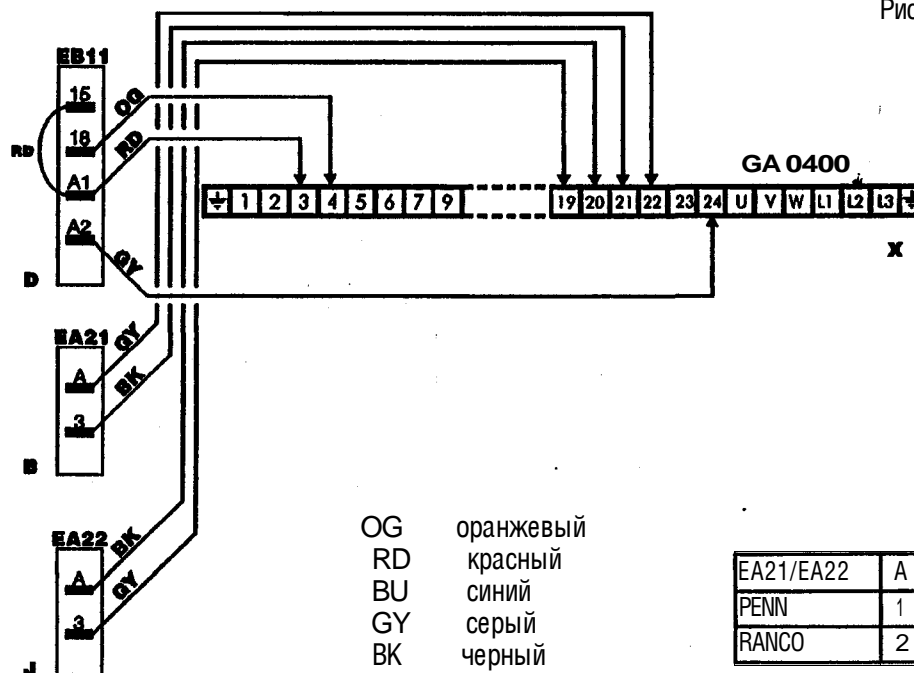 Рис
EB11
15
OG
18
RD
RD
A1
A2
GY
D
GA 0400
1 2 3 4 5 6 7 9 19 20 21 22 23 24 U V W L1 L2 L3
X
EA21
GY
A
BK
3
B
EA22
BK
A
GY
3
J
OG оранжевый
RD красный
BU синий
GY серый
BK черный
EA21/EA22 A
PENN 1
RANCO 2